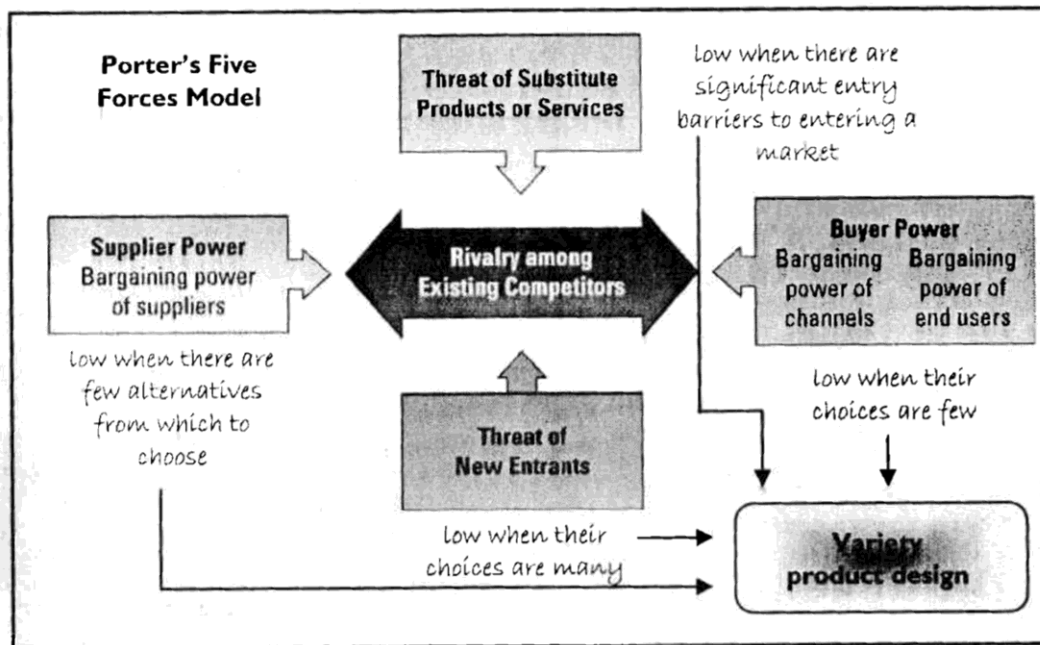 Porter's Five
Forces Model
Threat of Substitute
Products or Services
low when there are
significant entry
barriers to entering a
market
Supplier Power
Bargaining power
of suppliers
Rivalry among
Existing Competitors
Buyer Power
Bargaining
power of
channels
Bargaining
power of
end users
low when there are
few alternatives
from which to
choose
Threat of
New Entrants
low when their
choices are few
low when their
choices are many
Variety
product design